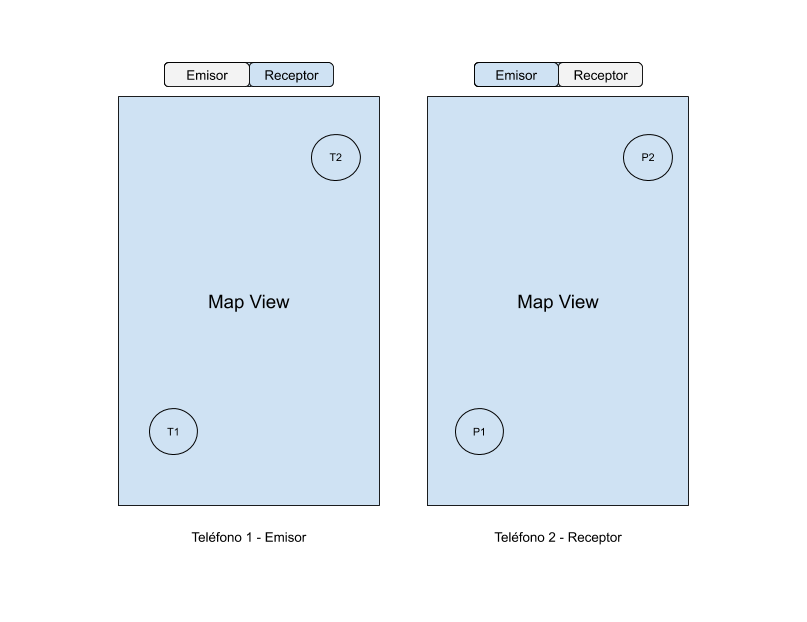 Emisor Receptor
T2
Map View
T1
Teléfono 1 - Emisor
Emisor Receptor
P2
Map View
P1
Teléfono 2 - Receptor